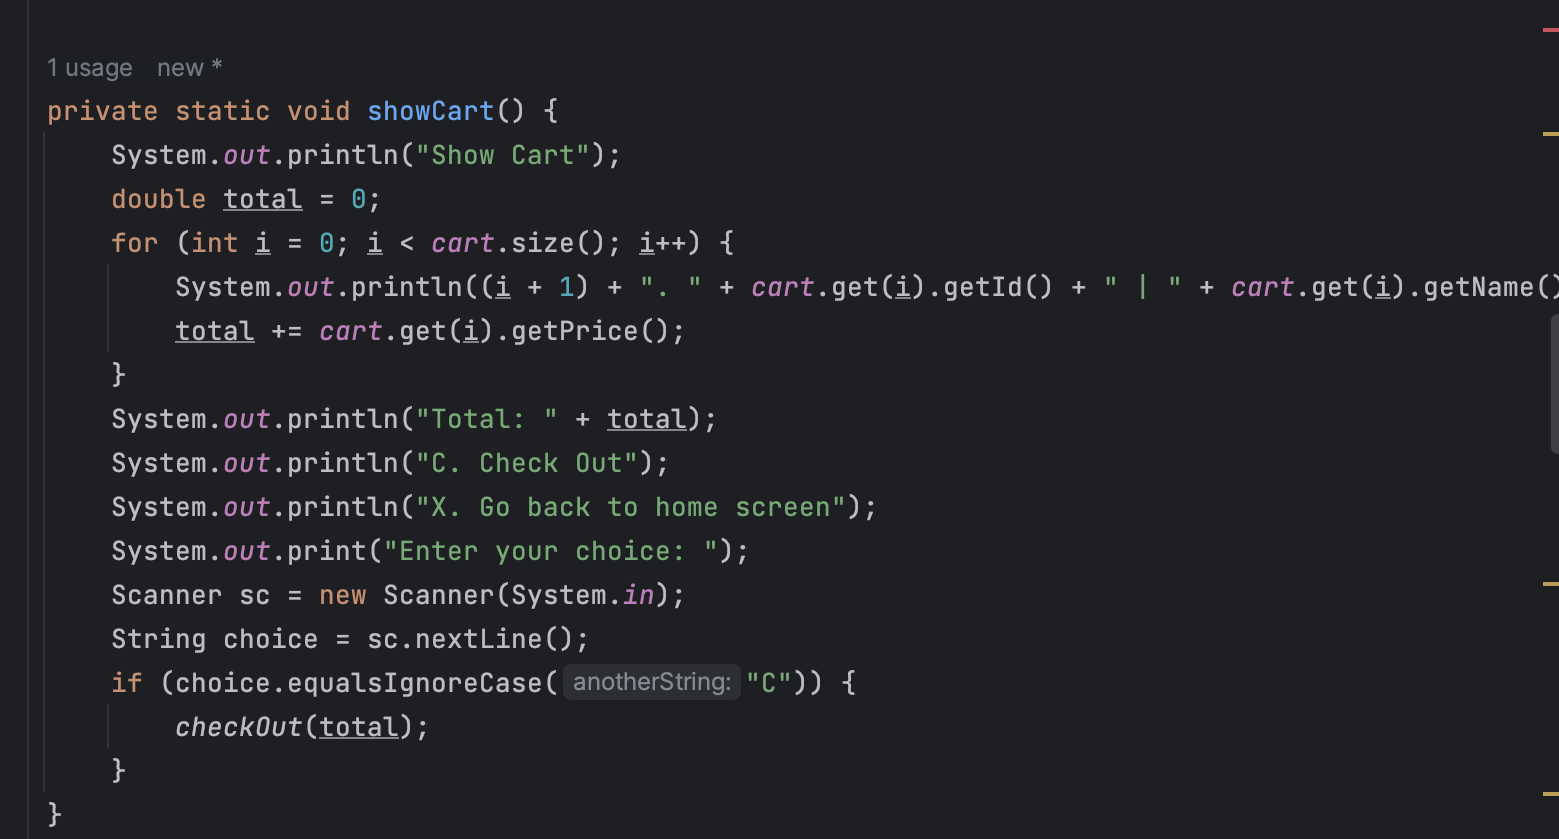 1 usage new *
private static void showCart() {
System.out.println("Show Cart");
double total = 0;
for (int i = 0; i < cart.size(); i++) {
System.out.println((i + 1) + ". " + cart.get(i).getId() + " | " + cart.get(i).getName()
total += cart.get(i).getPrice();
}
System.out.println("Total: " + total);
System.out.println("C. Check Out");
System.out.println("X. Go back to home screen");
System.out.print("Enter your choice: ");
Scanner sc = new Scanner(System.in);
String choice = sc.nextLine();
if (choice.equalsIgnoreCase( anotherString: "C")) {
checkOut(total);
}
}